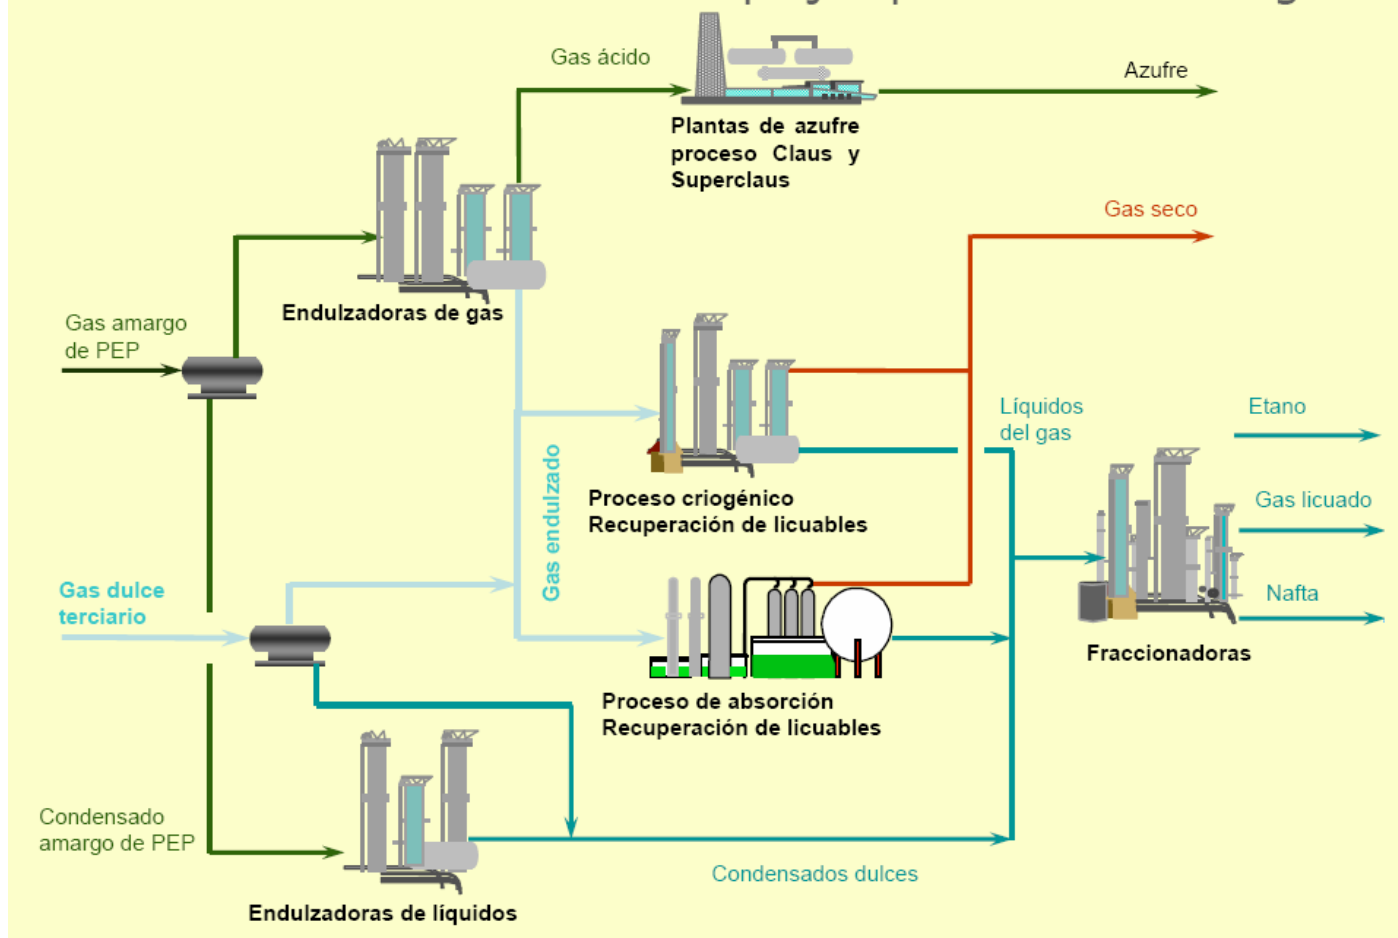 Gas ácido
Azufre
Plantas de azufre
proceso Claus y
Superclaus
Gas seco
Endulzadoras de gas
Gas amargo
de PEP
Líquidos
del gas
Etano
Gas endulzado
Proceso criogénico
Recuperación de licuables
Gas licuado
Gas dulce
terciario
Nafta
Fraccionadoras
Proceso de absorción
Recuperación de licuables
Condensado
amargo de PEP
Condensados dulces
Endulzadoras de líquidos